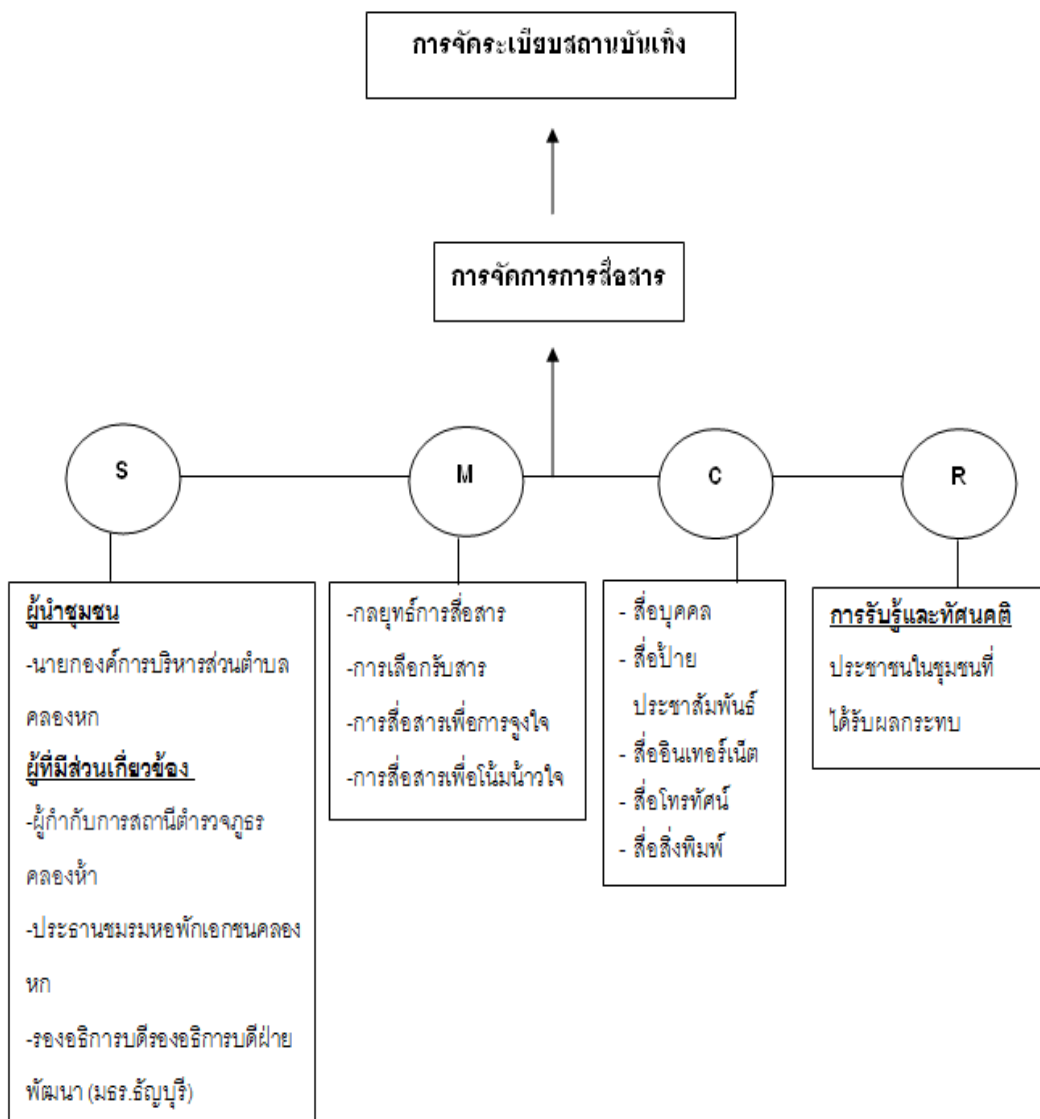 การจัดระเบียบสถานบันเทิง
การจัดการการสื่อสาร
S
M
C
R
ผู้นำชุมชน
-นายกองค์การบริหารส่วนตำบล
คลองหก
ผู้ที่มีส่วนเกี่ยวข้อง
-ผู้กำกับการสถานีตำรวจภูธร
คลองห้า
-ประธานชมรมหอพักเอกชนคลอง
หก
-รองอธิการบดีรองอธิการบดีฝ่าย
พัฒนา (มธร.ธัญบุรี)
-กลยุทธ์การสื่อสาร
-การเลือกรับสาร
-การสื่อสารเพื่อการจูงใจ
-การสื่อสารเพื่อโน้มน้าวใจ
- สื่อบุคคล
- สื่อป้าย
ประชาสัมพันธ์
- สื่ออินเทอร์เน็ต
- สื่อโทรทัศน์
- สื่อสิ่งพิมพ์
การรับรู้และทัศนคติ
ประชาชนในชุมชนที่
ได้รับผลกระทบ